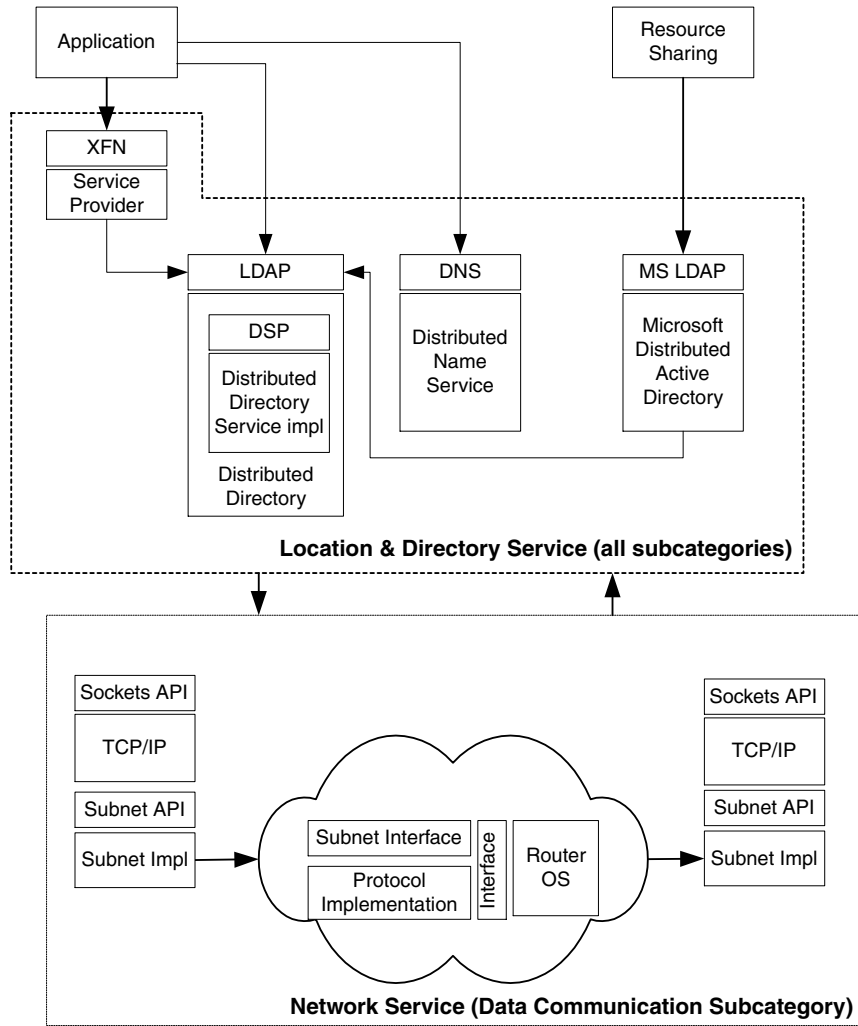 Application
Resource
Sharing
XFN
Service
Provider
LDAP
DNS
MS LDAP
DSP
Distributed
Directory
Service impl
Distributed
Directory
Distributed
Name
Service
Microsoft
Distributed
Active
Directory
Location & Directory Service (all subcategories)
Sockets API
TCP/IP
Subnet API
Subnet Impl
Subnet Interface
Protocol
Implementation
Interface
Router
OS
Sockets API
TCP/IP
Subnet API
Subnet Impl
Network Service (Data Communication Subcategory)